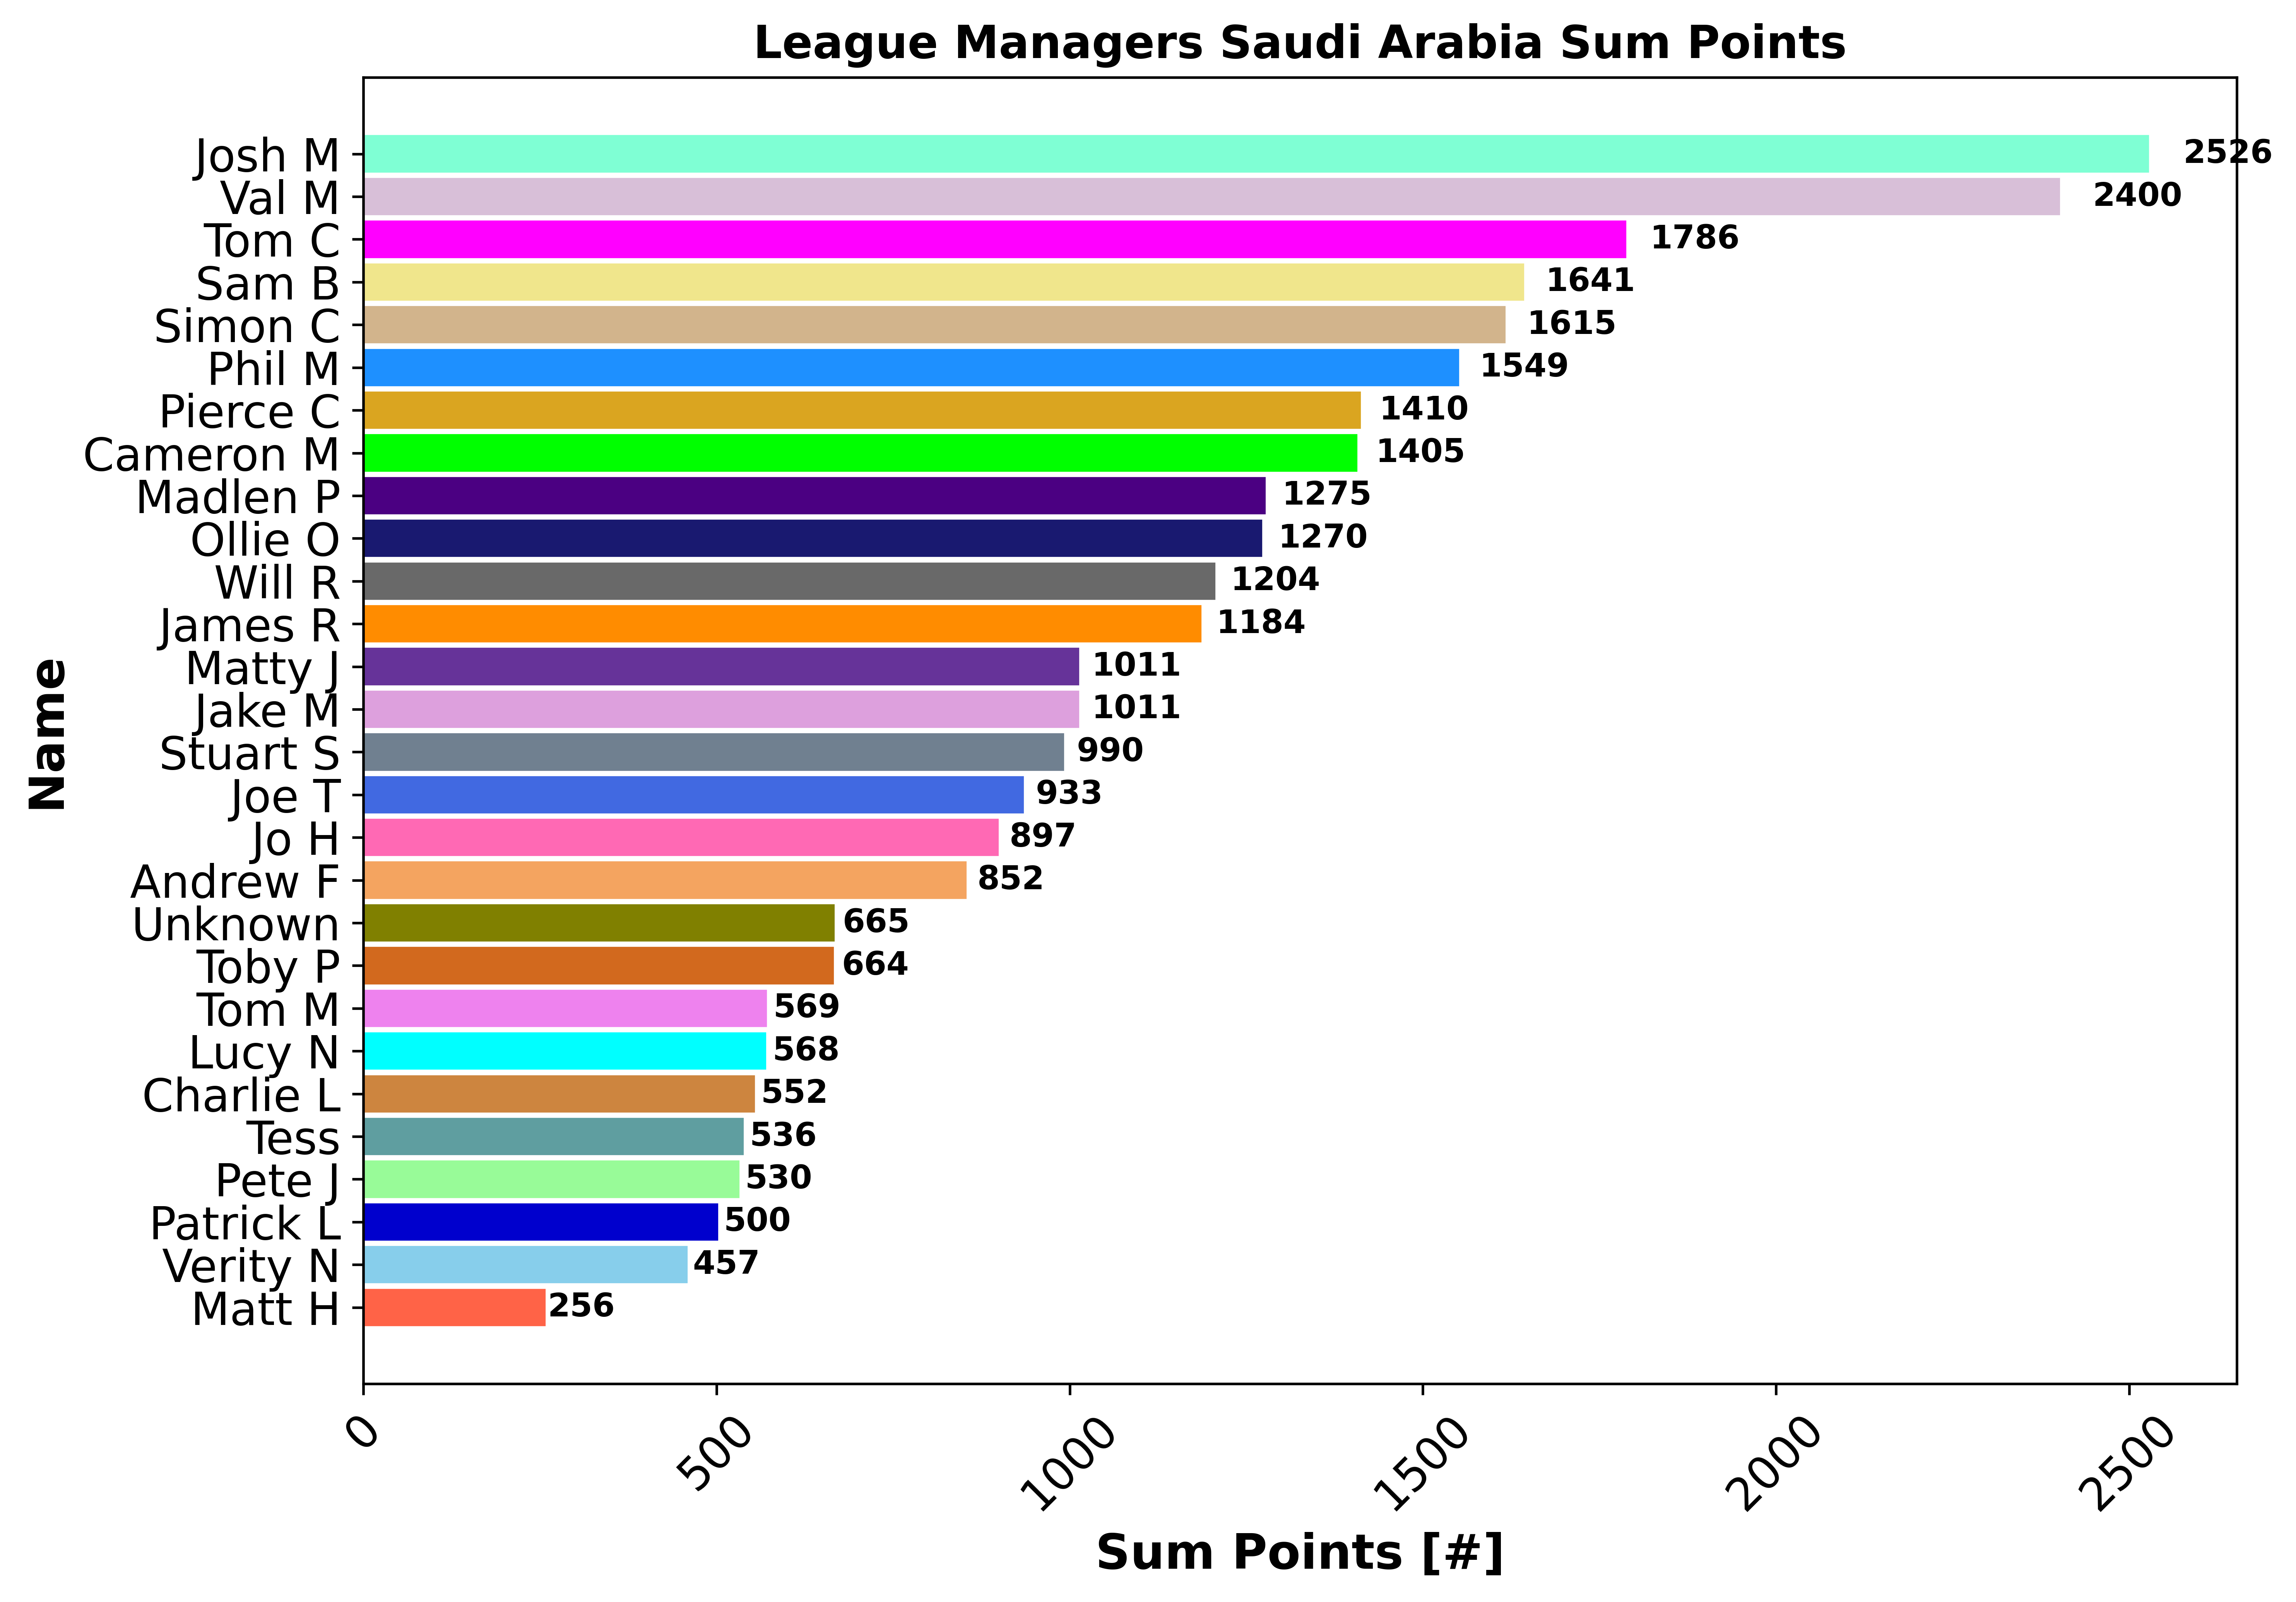 League Managers Saudi Arabia Sum Points
Josh M 2526
Val M 2400
Tom C 1786
Sam B 1641
Simon C 1615
Phil M 1549
Pierce C 1410
Cameron M 1405
Madlen P 1275
Ollie O 1270
Will R 1204
James R 1184
Matty J 1011
Jake M 1011
Stuart S 990
Joe T 933
Jo H 897
Andrew F 852
Unknown 665
Toby P 664
Tom M 569
Lucy N 568
Charlie L 552
Tess 536
Pete J 530
Patrick L 500
Verity N 457
Matt H 256
Name
0 500 1000 1500 2000 2500
Sum Points [#]